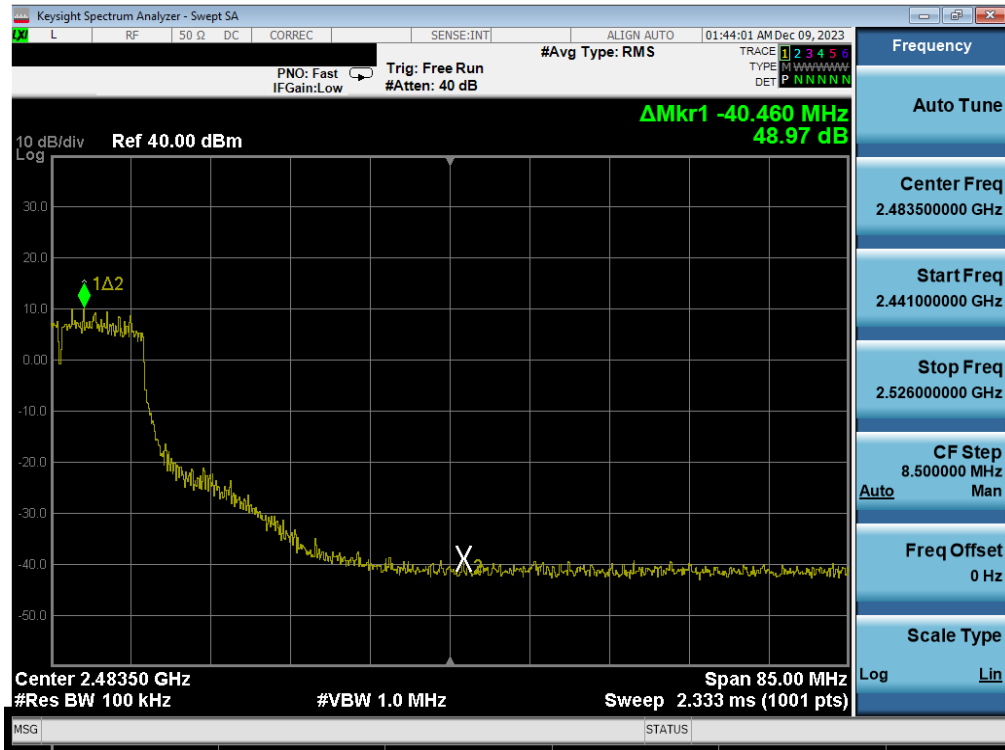 Keysight Spectrum Analyzer - Swept SA
LXI L RF 50 Ω DC CORREC SENSE:INT ALIGN AUTO 01:44:01 AM Dec 09, 2023
PNO: Fast
IFGain:Low
Trig: Free Run
#Atten: 40 dB
#Avg Type: RMS
TRACE 1 2 3 4 5 6
TYPE M WWWWW
DET P N N N N N
ΔMkr1 -40.460 MHz
48.97 dB
10 dB/div
Log
Ref 40.00 dBm
30.0
20.0
10.0
0.00
-10.0
-20.0
-30.0
-40.0
-50.0
1Δ2
X2
Center 2.48350 GHz
#Res BW 100 kHz
#VBW 1.0 MHz
Span 85.00 MHz
Sweep 2.333 ms (1001 pts)
MSG
STATUS
Frequency
Auto Tune
Center Freq
2.483500000 GHz
Start Freq
2.441000000 GHz
Stop Freq
2.526000000 GHz
CF Step
8.500000 MHz
Auto Man
Freq Offset
0 Hz
Scale Type
Log Lin